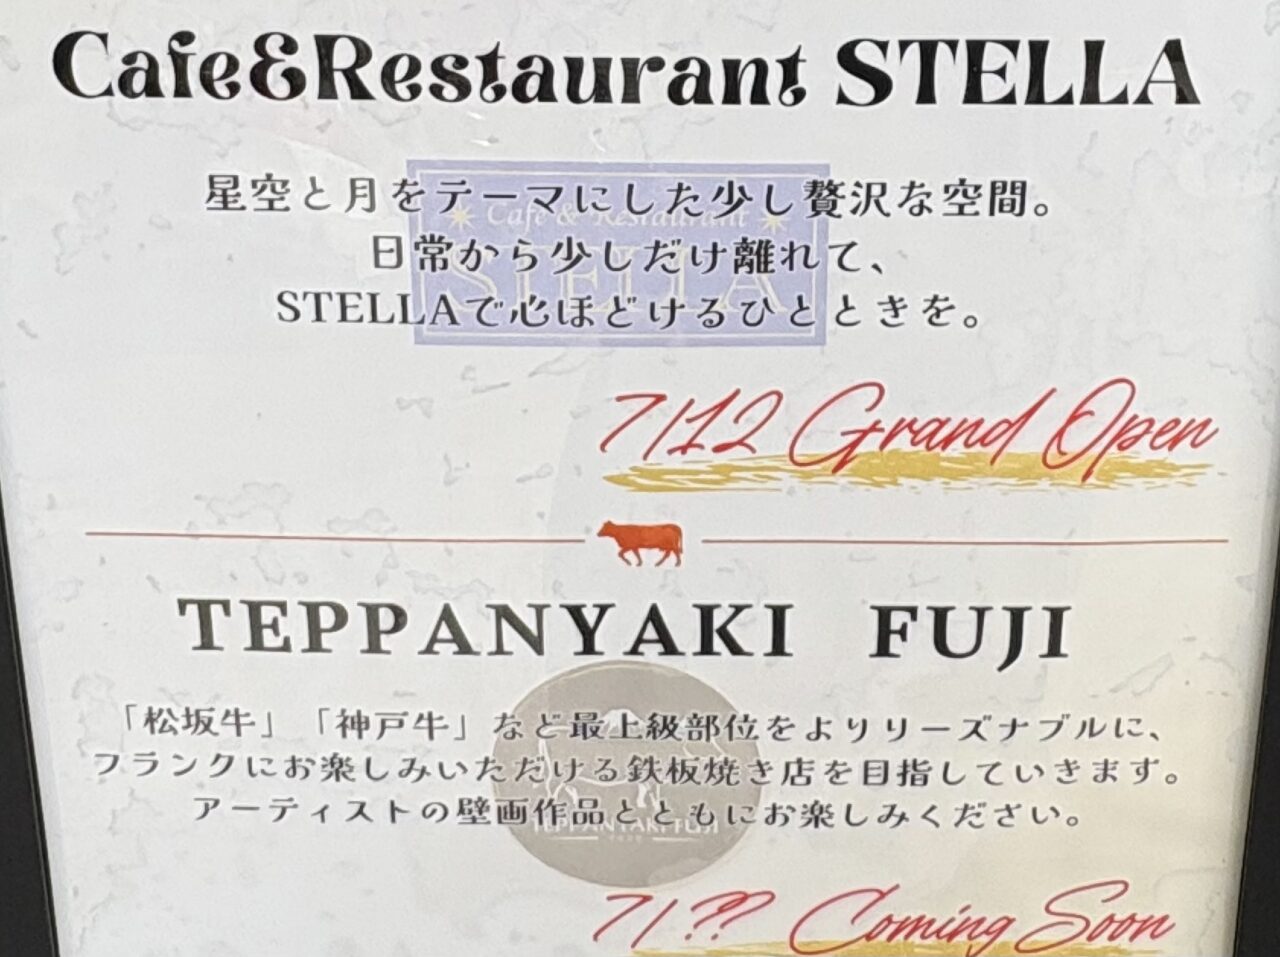 Cafe&Restaurant STELLA
星空と月をテーマにした少し贅沢な空間。
日常から少しだけ離れて、
STELLAで心ほどけるひとときを。
Cafe & Restaurant
STELLA
7/12 Grand Open
TEPPANYAKI FUJI
「松坂牛」「神戸牛」など最上級部位をよりリーズナブルに、
フランクにお楽しみいただける鉄板焼き店を目指していきます。
アーティストの壁画作品とともにお楽しみください。
TEPPANYAKI FUJI
7/?? Coming Soon